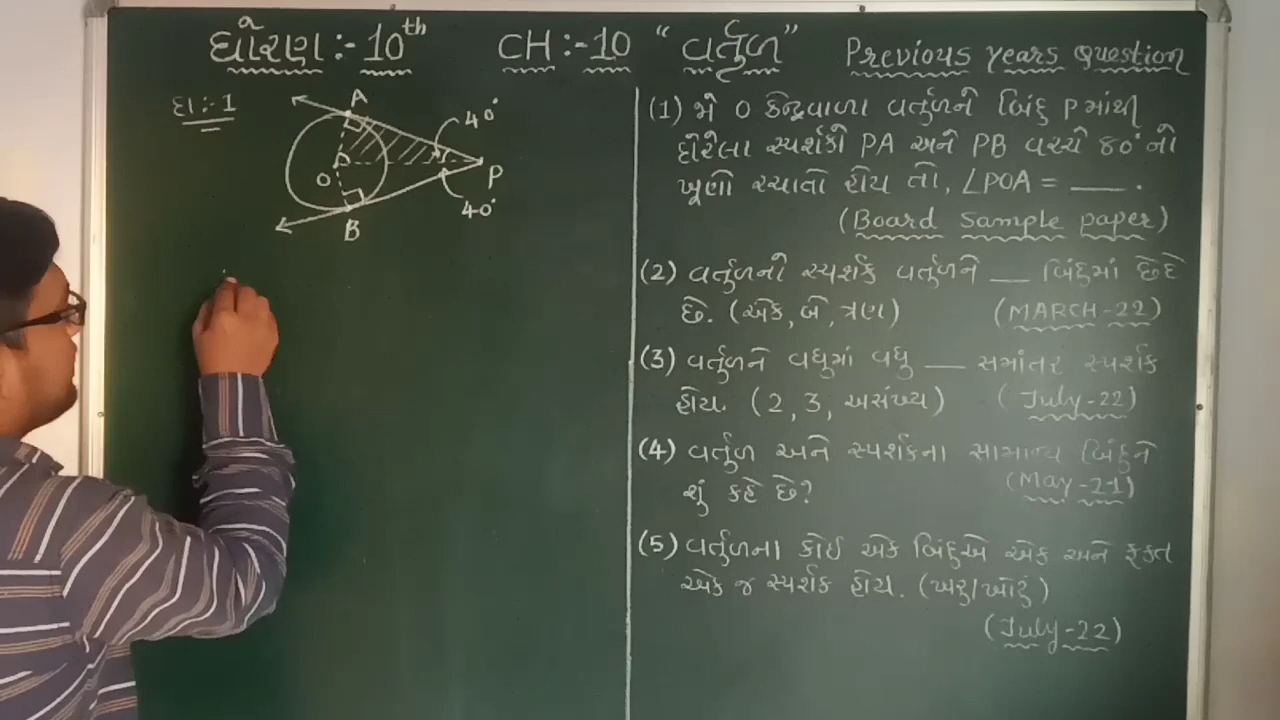 ધોરણ :- 10th CH :- 10 "વર્તુળ" Previous years Question
દા :- 1
A
40°
O
P
40°
B
(1) જો O કેન્દ્રવાળા વર્તુળને બિંદુ P માંથી
દોરેલા સ્પર્શકો PA અને PB વચ્ચે 80° નો
ખૂણો રચાતો હોય તો, ∠POA = ___ .
(Board Sample paper)
(2) વર્તુળનો સ્પર્શક વર્તુળને __ બિંદુમાં છેદે
છે. (એક, બે, ત્રણ) (MARCH-22)
(3) વર્તુળને વધુમાં વધુ __ સમાંતર સ્પર્શક
હોય. (2, 3, અસંખ્ય) (July-22)
(4) વર્તુળ અને સ્પર્શકના સામાન્ય બિંદુને
શું કહે છે? (May-21)
(5) વર્તુળના કોઈ એક બિંદુએ એક અને ફક્ત
એક જ સ્પર્શક હોય. (ખરું/ખોટું)
(July-22)